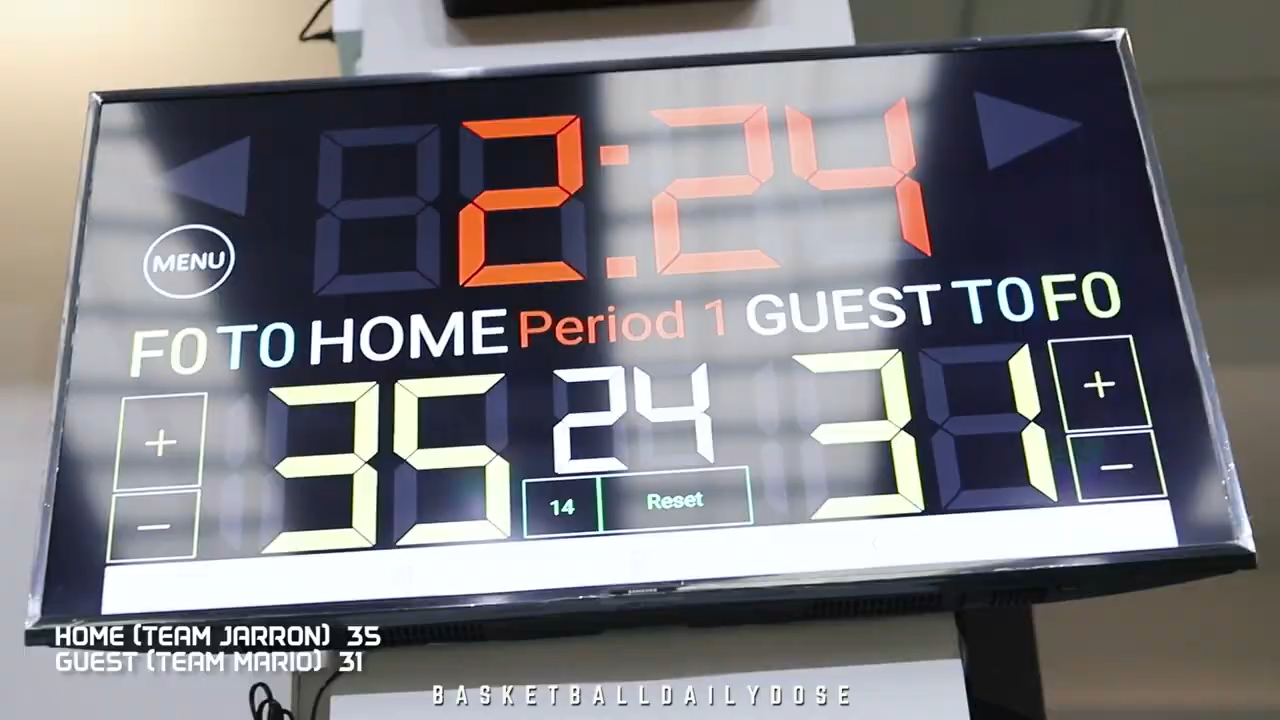 2:24
MENU
F0 T0 HOME Period 1 GUEST T0 F0
35 24 31
+ +
14 Reset
− −
SAMSUNG
HOME (TEAM JARRON) 35
GUEST (TEAM MARIO) 31
BASKETBALLDAILYDOSE